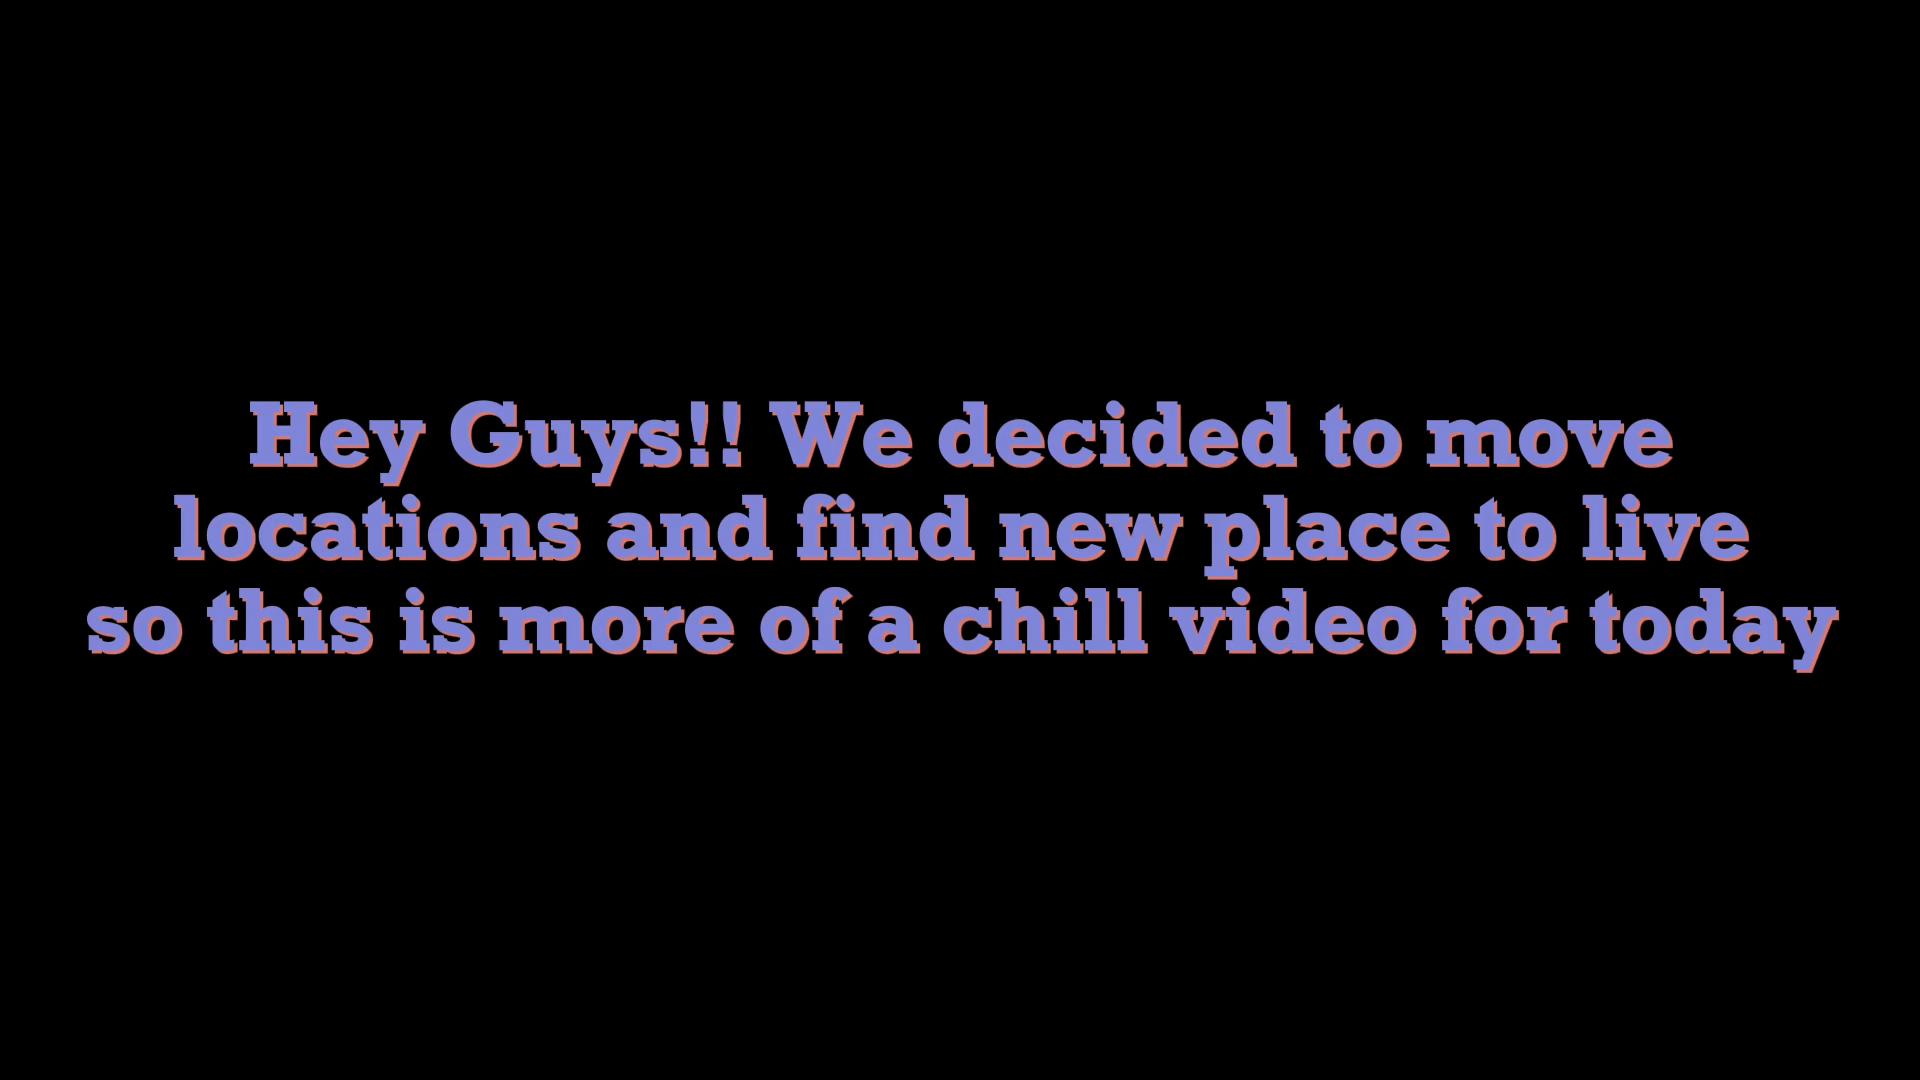 Hey Guys!! We decided to move
locations and find new place to live
so this is more of a chill video for today